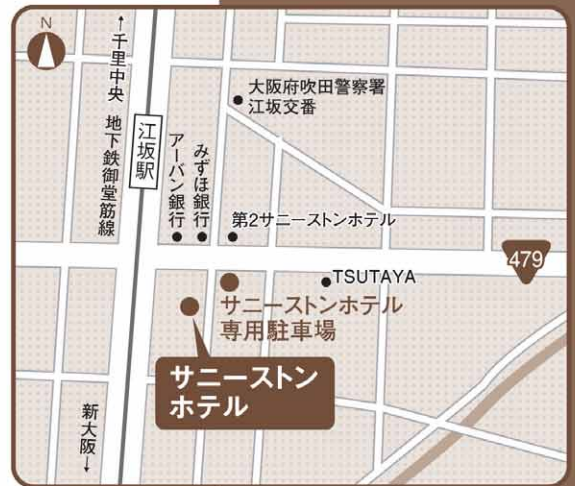 N
↑千里中央
地下鉄御堂筋線
江坂駅
アーバン銀行
みずほ銀行
大阪府吹田警察署
江坂交番
第2サニーストンホテル
479
TSUTAYA
サニーストンホテル
専用駐車場
サニーストン
ホテル
新大阪↓